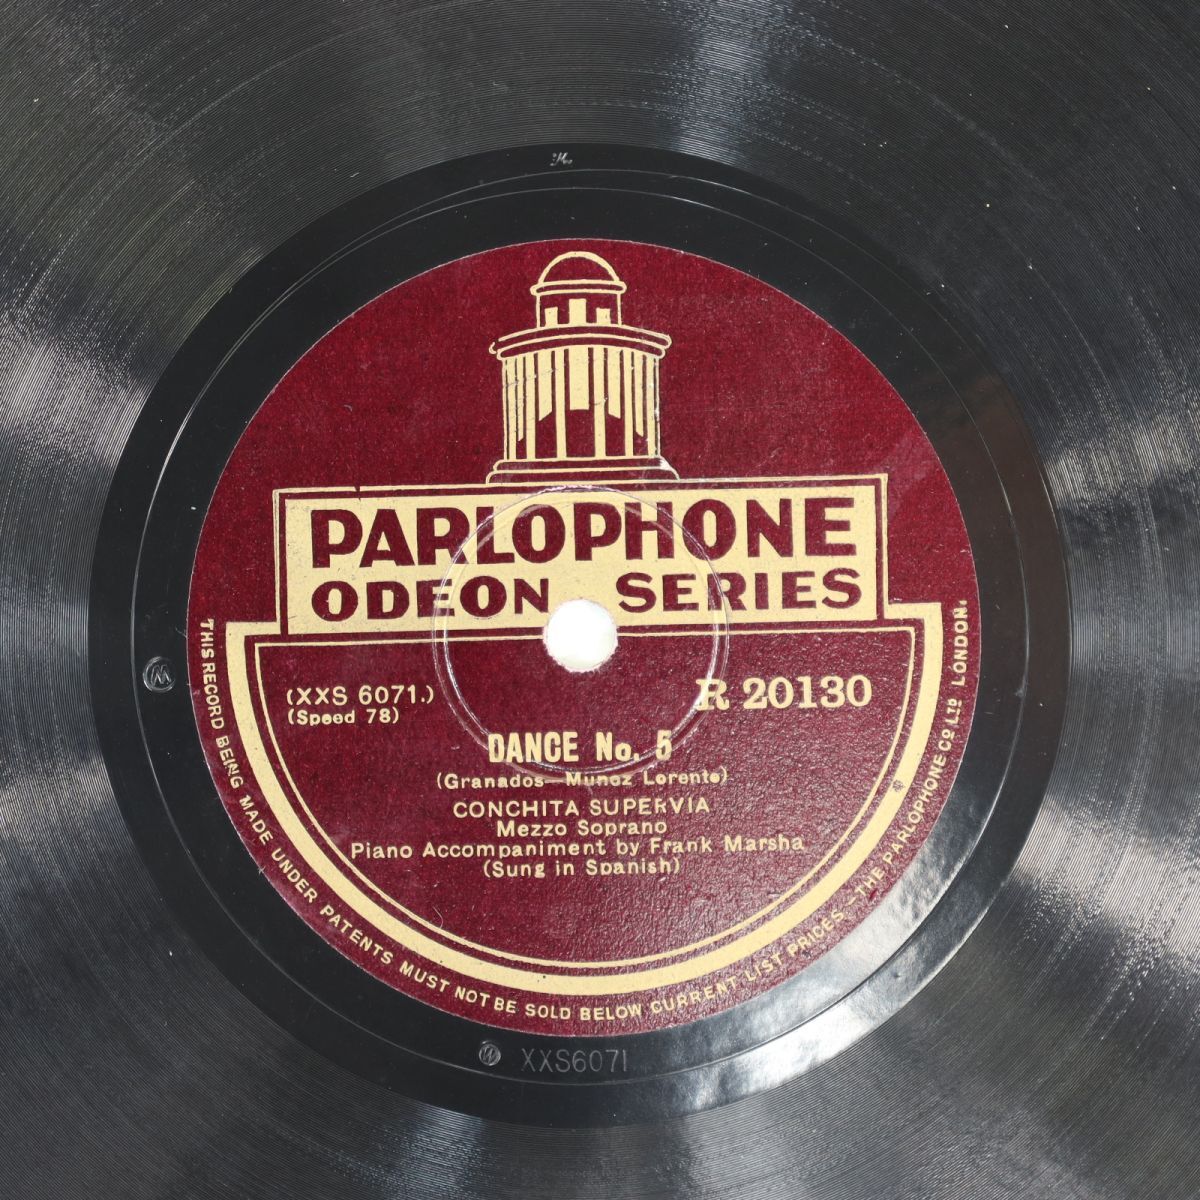 PARLOPHONE
ODEON SERIES
(XXS 6071.)
(Speed 78)
R 20130
DANCE No. 5
(Granados—Munoz Lorente)
CONCHITA SUPERVIA
Mezzo Soprano
Piano Accompaniment by Frank Marsha
(Sung in Spanish)
THIS RECORD BEING MADE UNDER PATENTS MUST NOT BE SOLD BELOW CURRENT LIST PRICES —THE PARLOPHONE CO LTD LONDON.
W
W XXS6071